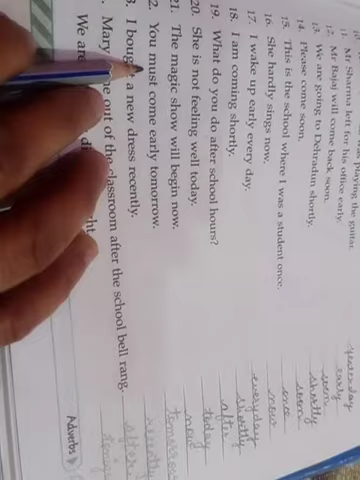 playing the guitar.
11. Mr Sharma left for his office early. yesterday
12. Mr Bajaj will come back soon. early
13. We are going to Dehradun shortly. soon
14. Please come soon. shortly
15. This is the school where I was a student once. soon
16. She hardly sings now. once
17. I wake up early every day. now
18. I am coming shortly. everyday
19. What do you do after school hours? shortly
20. She is not feeling well today. after
21. The magic show will begin now. today
2. You must come early tomorrow. now
3. I bough a new dress recently. tomorrow
. Mary out of the classroom after the school bell rang. recently
We are after
Adverbs